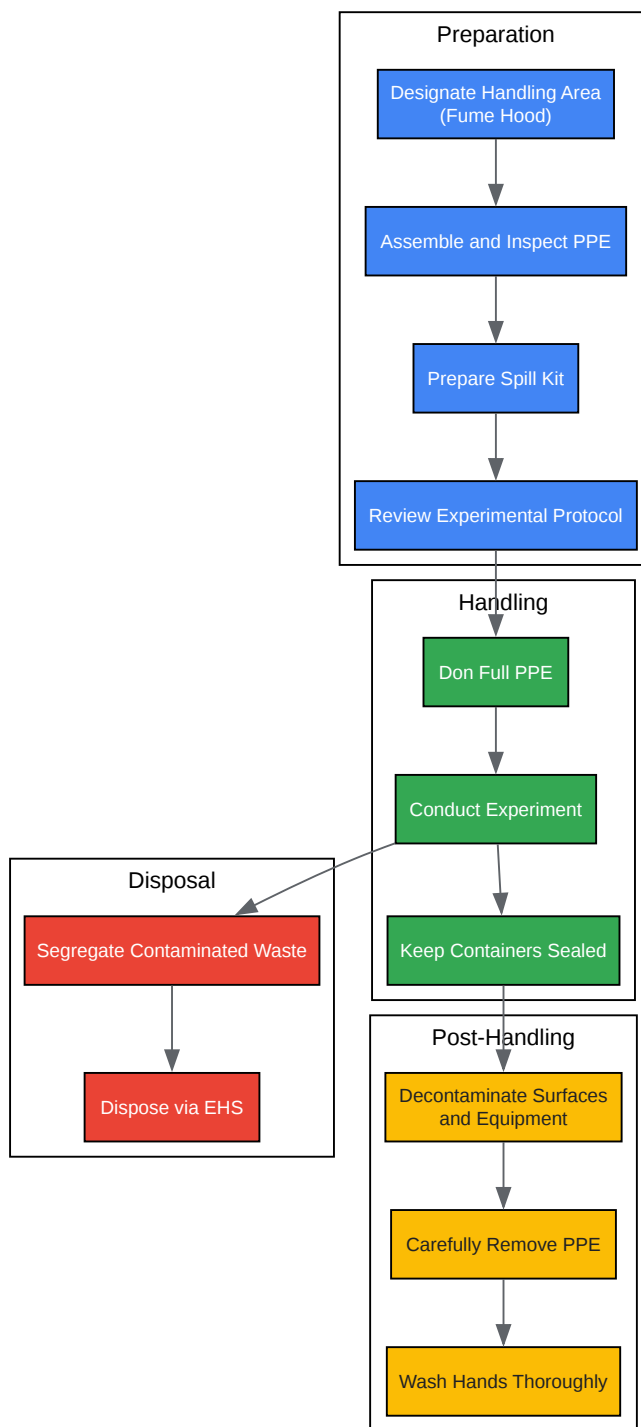 Preparation
Designate Handling Area
(Fume Hood)
Assemble and Inspect PPE
Prepare Spill Kit
Review Experimental Protocol
Handling
Don Full PPE
Conduct Experiment
Keep Containers Sealed
Disposal
Segregate Contaminated Waste
Dispose via EHS
Post-Handling
Decontaminate Surfaces
and Equipment
Carefully Remove PPE
Wash Hands Thoroughly